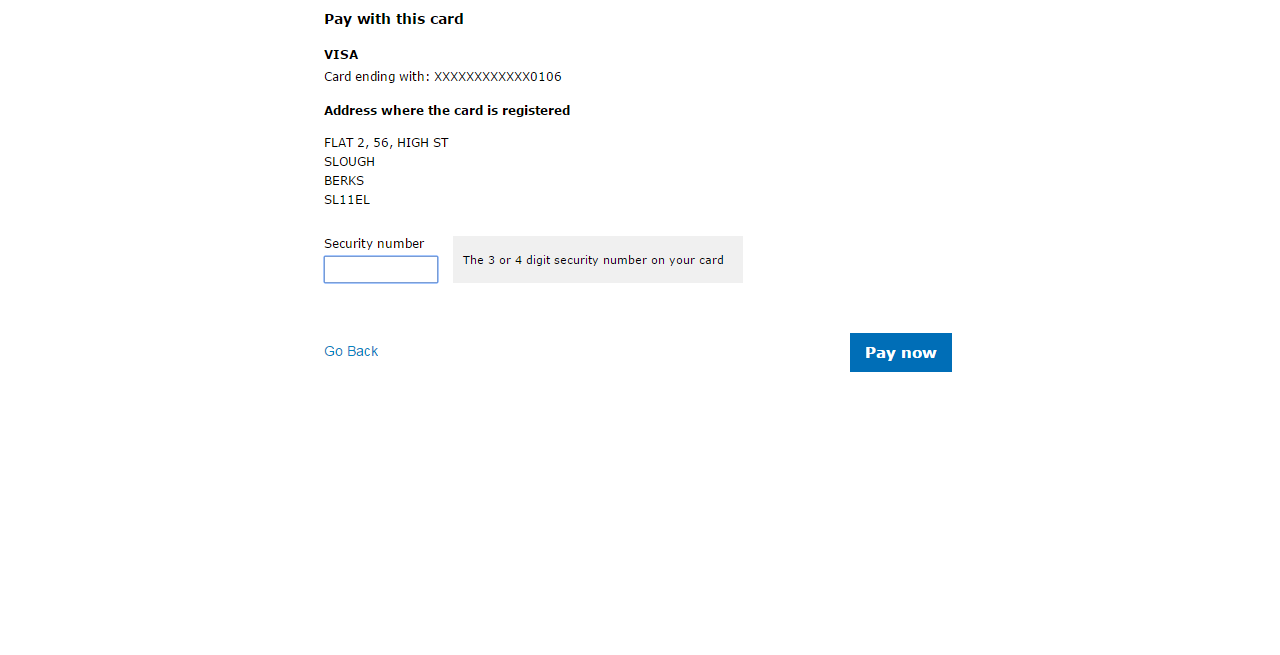 Pay with this card
VISA
Card ending with: XXXXXXXXXXXX0106
Address where the card is registered
FLAT 2, 56, HIGH ST
SLOUGH
BERKS
SL11EL
Security number
The 3 or 4 digit security number on your card
Go Back
Pay now